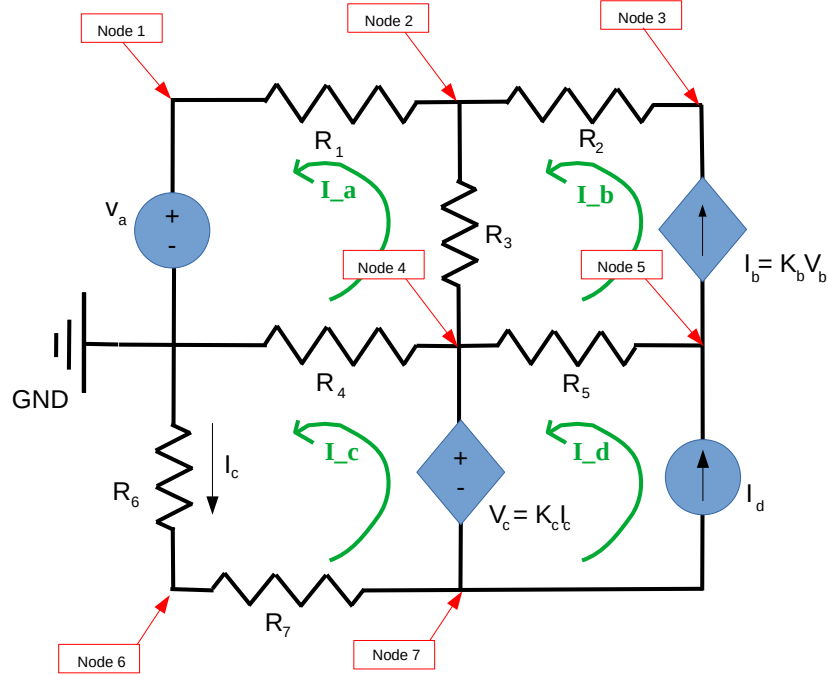 Node 1
Node 2
Node 3
R1
R2
I_a
I_b
va
+
-
R3
Ib= KbVb
Node 4
Node 5
R4
R5
GND
I_c
I_d
R6
Ic
+
-
Vc= KcIc
Id
R7
Node 6
Node 7